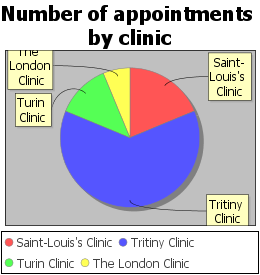 Number of appointments
by clinic
The
London
Clinic
Saint-
Louis's
Clinic
Turin
Clinic
Tritiny
Clinic
Saint-Louis's Clinic
Tritiny Clinic
Turin Clinic
The London Clinic